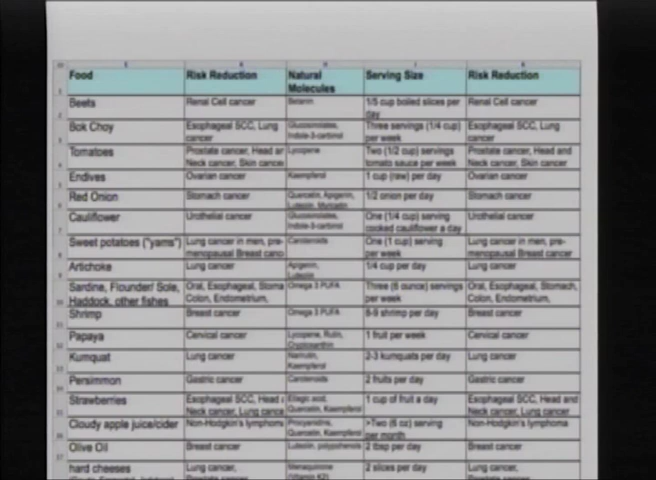 Food Risk Reduction Natural Serving Size Risk Reduction
Molecules
Beets Renal Cell cancer Betanin 1/5 cup boiled slices per Renal Cell cancer
day
Bok Choy Esophageal SCC, Lung Glucosinolates, Three servings (1/4 cup) Esophageal SCC, Lung
cancer Indole-3-carbinol per week cancer
Tomatoes Prostate cancer, Head an Lycopene Two (1/2 cup) servings Prostate cancer, Head and
Neck cancer, Skin cancer tomato sauce per week Neck cancer, Skin cancer
Endives Ovarian cancer Kaempferol 1 cup (raw) per day Ovarian cancer
Red Onion Stomach cancer Quercetin, Apigenin, 1/2 onion per day Stomach cancer
Luteolin, Myricetin
Cauliflower Urothelial cancer Glucosinolates, One (1/4 cup) serving Urothelial cancer
Indole-3-carbinol cooked cauliflower a day
Sweet potatoes ("yams") Lung cancer in men, pre- Carotenoids One (1 cup) serving Lung cancer in men, pre-
menopausal Breast canc per week menopausal Breast cancer
Artichoke Lung cancer Apigenin, 1/4 cup per day Lung cancer
Luteolin
Sardine, Flounder/ Sole, Oral, Esophageal, Stoma Omega 3 PUFA Three (6 ounce) servings Oral, Esophageal, Stomach,
Haddock, other fishes Colon, Endometrium, per week Colon, Endometrium,
Shrimp Breast cancer Omega 3 PUFA 8-9 shrimp per day Breast cancer
Papaya Cervical cancer Lycopene, Rutin, 1 fruit per week Cervical cancer
Cryptoxanthin
Kumquat Lung cancer 2-3 kumquats per day Lung cancer
Kaempferol
Persimmon Gastric cancer Carotenoids 2 fruits per day Gastric cancer
Strawberries Esophageal SCC, Head a Ellagic acid, 1 cup of fruit a day Esophageal SCC, Head and
Neck cancer, Lung cance Quercetin, Kaempferol Neck cancer, Lung cancer
Cloudy apple juice/cider Non-Hodgkin's lymphoma Procyanidins, >Two (6 oz) serving Non-Hodgkin's lymphoma
Quercetin, Kaempferol per month
Olive Oil Breast cancer Luteolin, polyphenols 2 tbsp per day Breast cancer
hard cheeses Lung cancer, Menaquinone 2 slices per day Lung cancer,
(Vitamin K2)